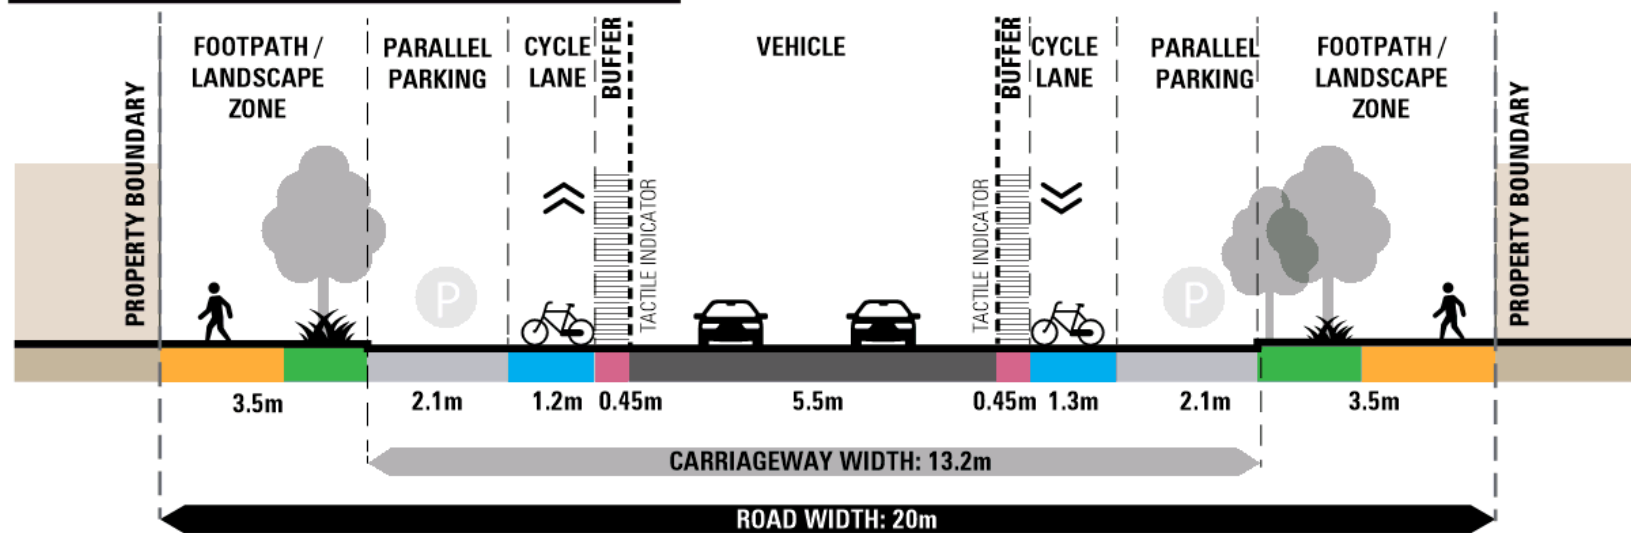 FOOTPATH /
LANDSCAPE
ZONE
PARALLEL
PARKING
CYCLE
LANE
BUFFER
VEHICLE
BUFFER
CYCLE
LANE
PARALLEL
PARKING
FOOTPATH /
LANDSCAPE
ZONE
PROPERTY BOUNDARY
P
TACTILE INDICATOR
TACTILE INDICATOR
P
PROPERTY BOUNDARY
3.5m
2.1m
1.2m
0.45m
5.5m
0.45m
1.3m
2.1m
3.5m
CARRIAGEWAY WIDTH: 13.2m
ROAD WIDTH: 20m